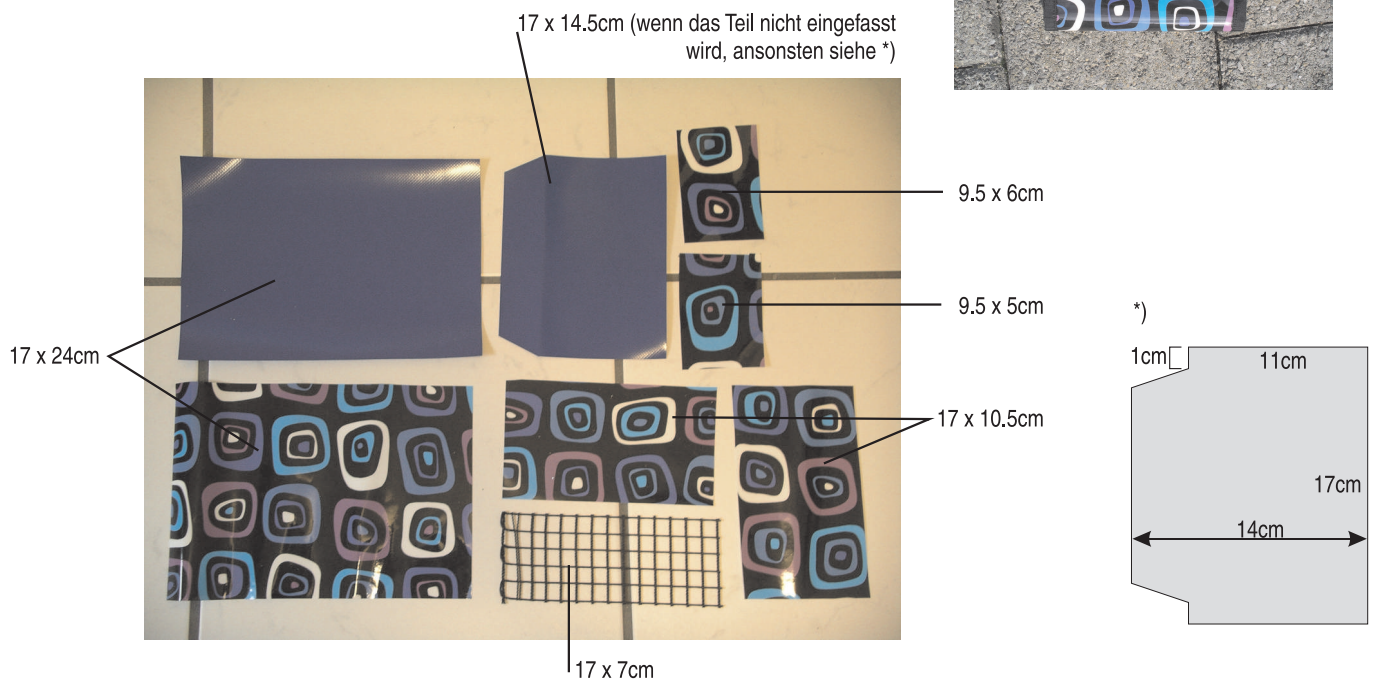 17 x 14.5cm (wenn das Teil nicht eingefasst
wird, ansonsten siehe *)
9.5 x 6cm
9.5 x 5cm
17 x 24cm
17 x 10.5cm
17 x 7cm
*)
1cm
11cm
17cm
14cm